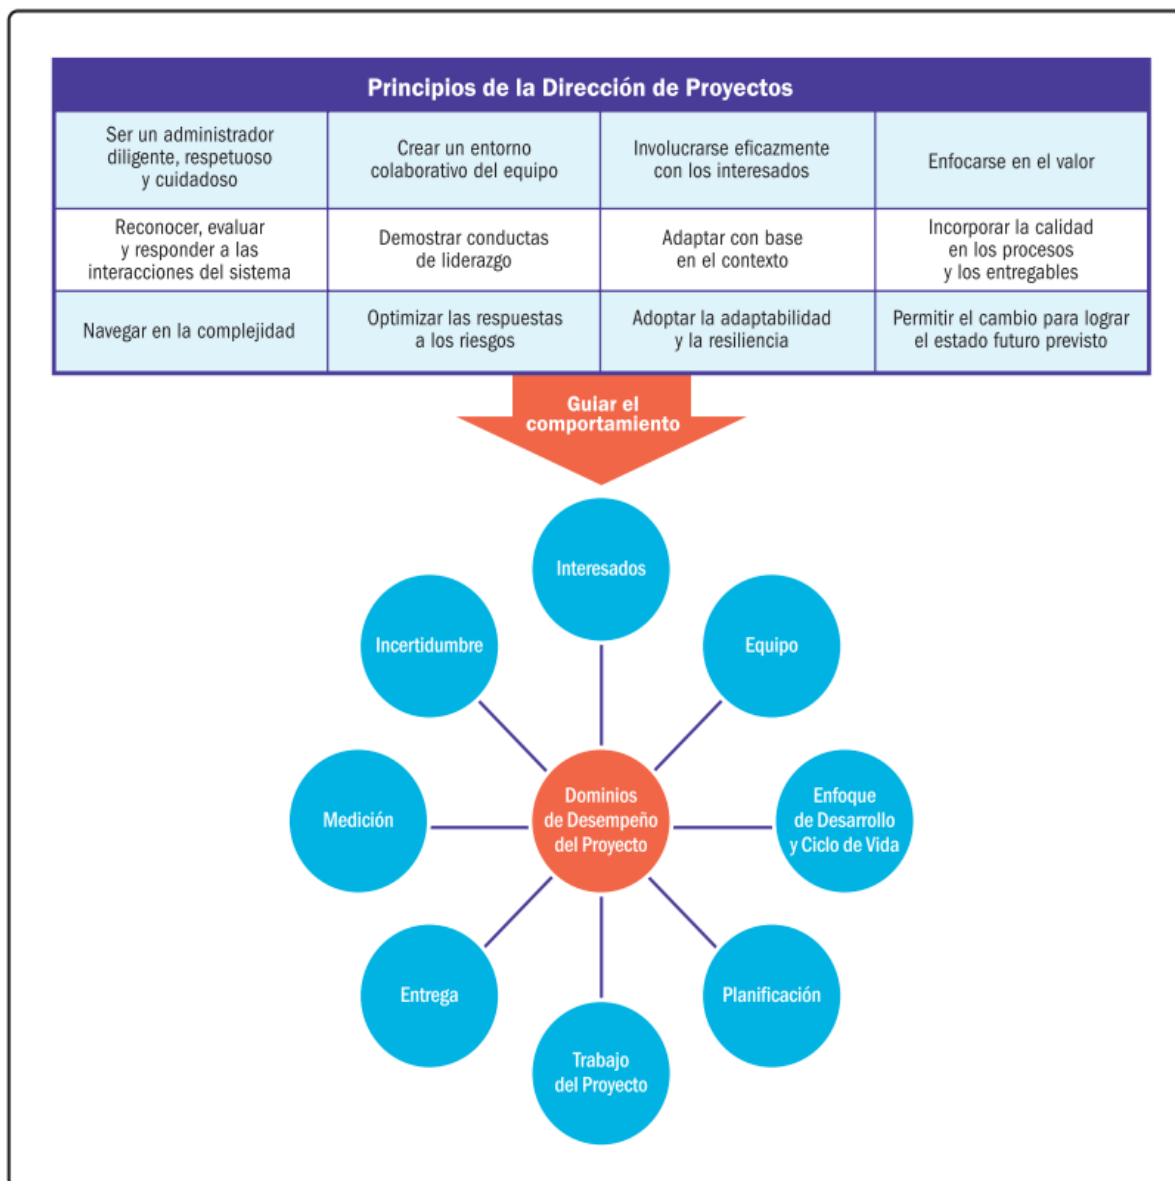 Principios de la Dirección de Proyectos
Ser un administrador
diligente, respetuoso
y cuidadoso
Crear un entorno
colaborativo del equipo
Involucrarse eficazmente
con los interesados
Enfocarse en el valor
Reconocer, evaluar
y responder a las
interacciones del sistema
Demostrar conductas
de liderazgo
Adaptar con base
en el contexto
Incorporar la calidad
en los procesos
y los entregables
Navegar en la complejidad
Optimizar las respuestas
a los riesgos
Adoptar la adaptabilidad
y la resiliencia
Permitir el cambio para lograr
el estado futuro previsto
Guiar el
comportamiento
Interesados
Incertidumbre
Equipo
Medición
Dominios
de Desempeño
del Proyecto
Enfoque
de Desarrollo
y Ciclo de Vida
Entrega
Planificación
Trabajo
del Proyecto